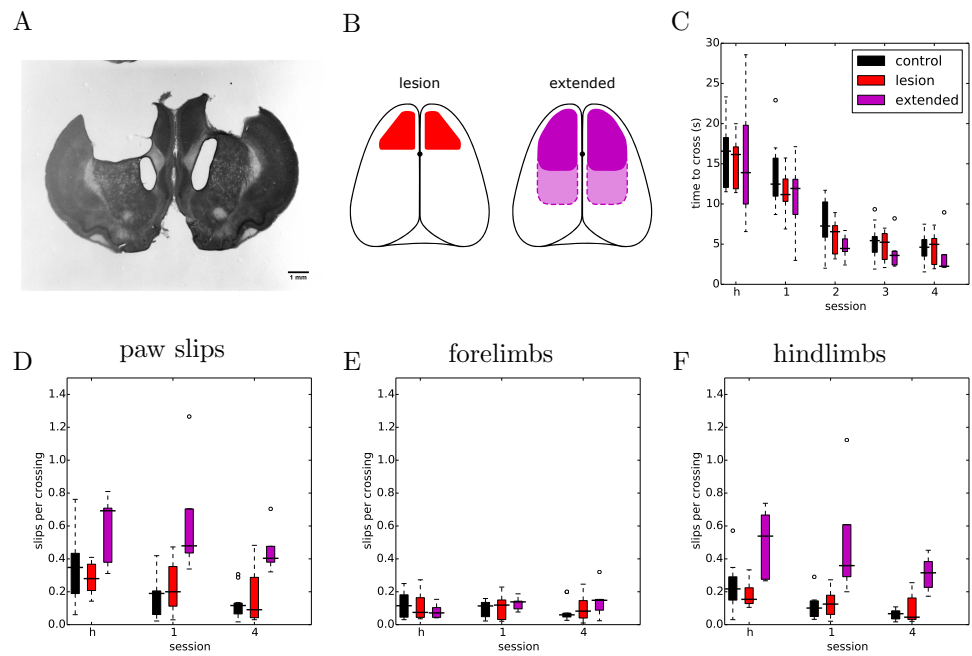 A
1 mm
B
lesion
extended
C
30
25
20
15
10
5
0
time to cross (s)
control
lesion
extended
h 1 2 3 4
session
D
paw slips
1.4
1.2
1.0
0.8
0.6
0.4
0.2
0.0
slips per crossing
h 1 4
session
E
forelimbs
1.4
1.2
1.0
0.8
0.6
0.4
0.2
0.0
slips per crossing
h 1 4
session
F
hindlimbs
1.4
1.2
1.0
0.8
0.6
0.4
0.2
0.0
slips per crossing
h 1 4
session